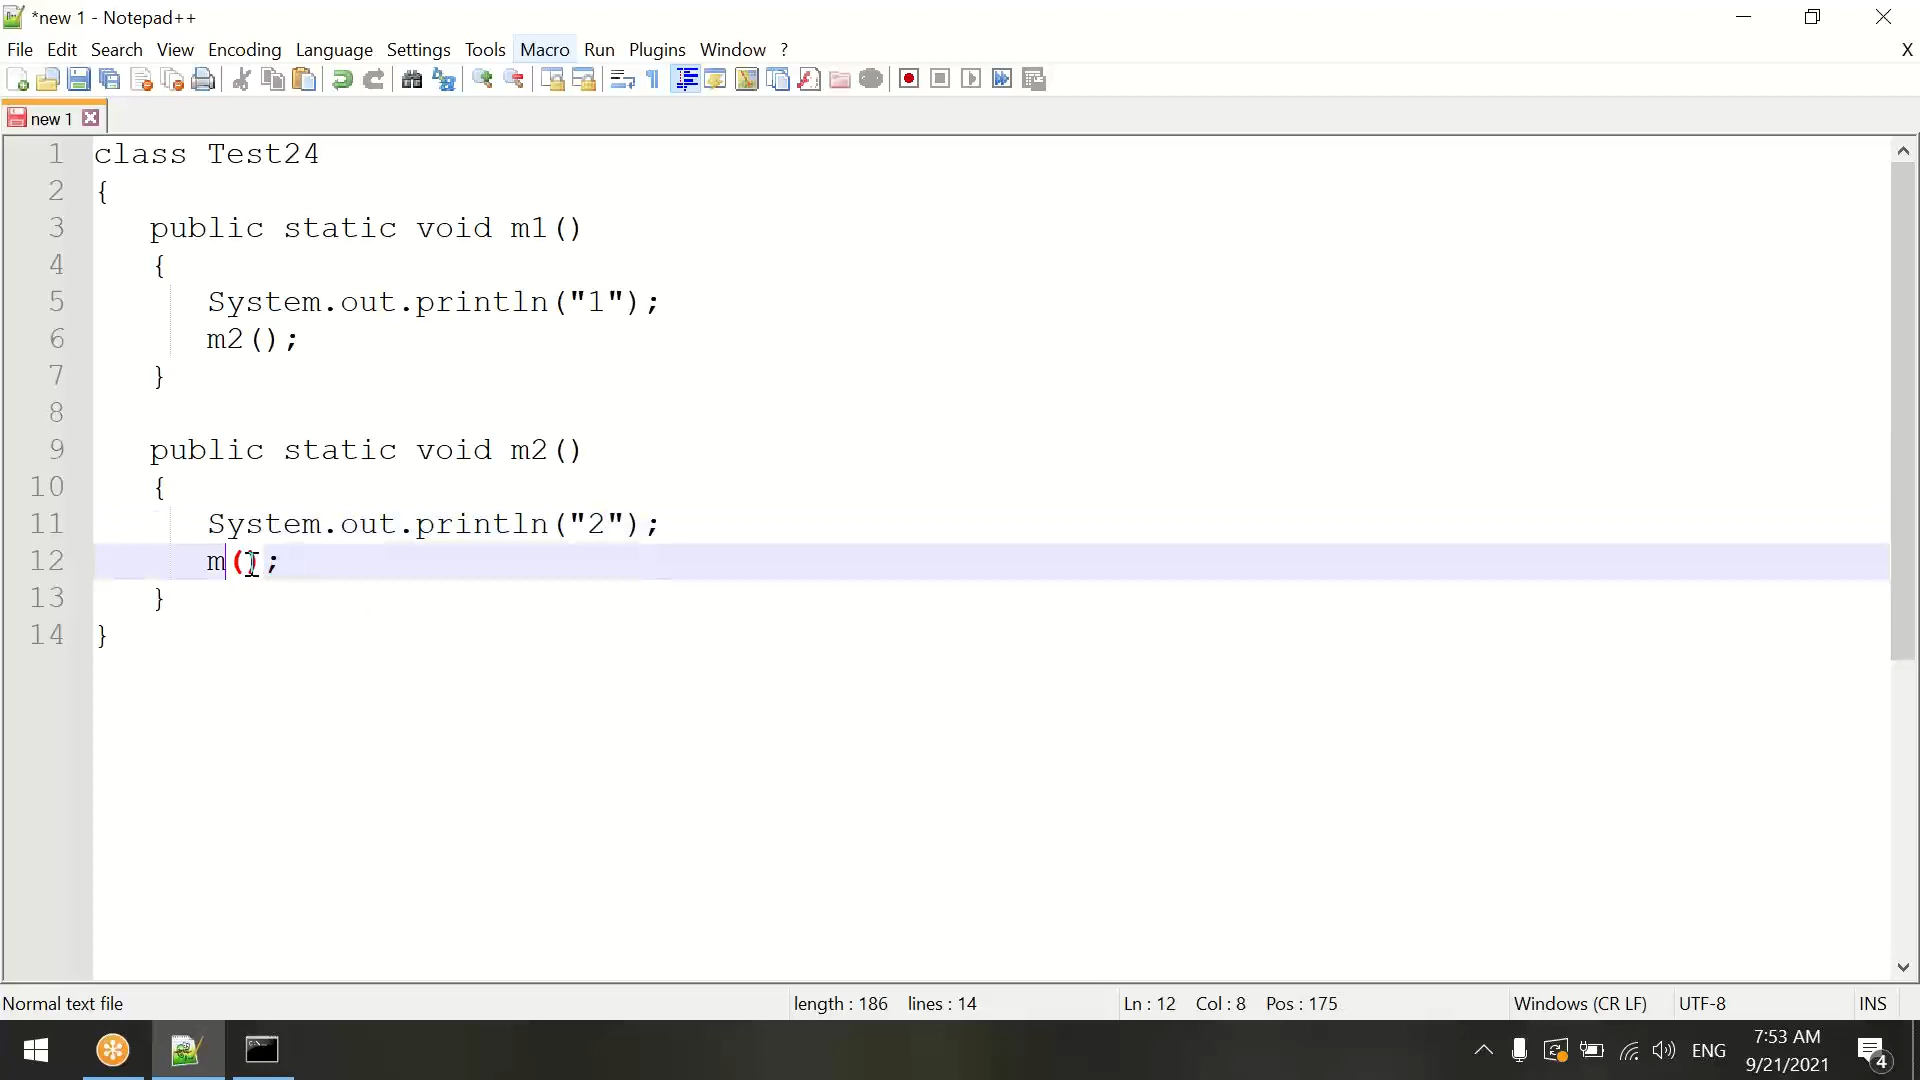 *new 1 - Notepad++
File Edit Search View Encoding Language Settings Tools Macro Run Plugins Window ? X
new 1
1 class Test24
2 {
3 public static void m1()
4 {
5 System.out.println("1");
6 m2();
7 }
8
9 public static void m2()
10 {
11 System.out.println("2");
12 m();
13 }
14 }
Normal text file length : 186 lines : 14 Ln : 12 Col : 8 Pos : 175 Windows (CR LF) UTF-8 INS
ENG 7:53 AM 4
9/21/2021